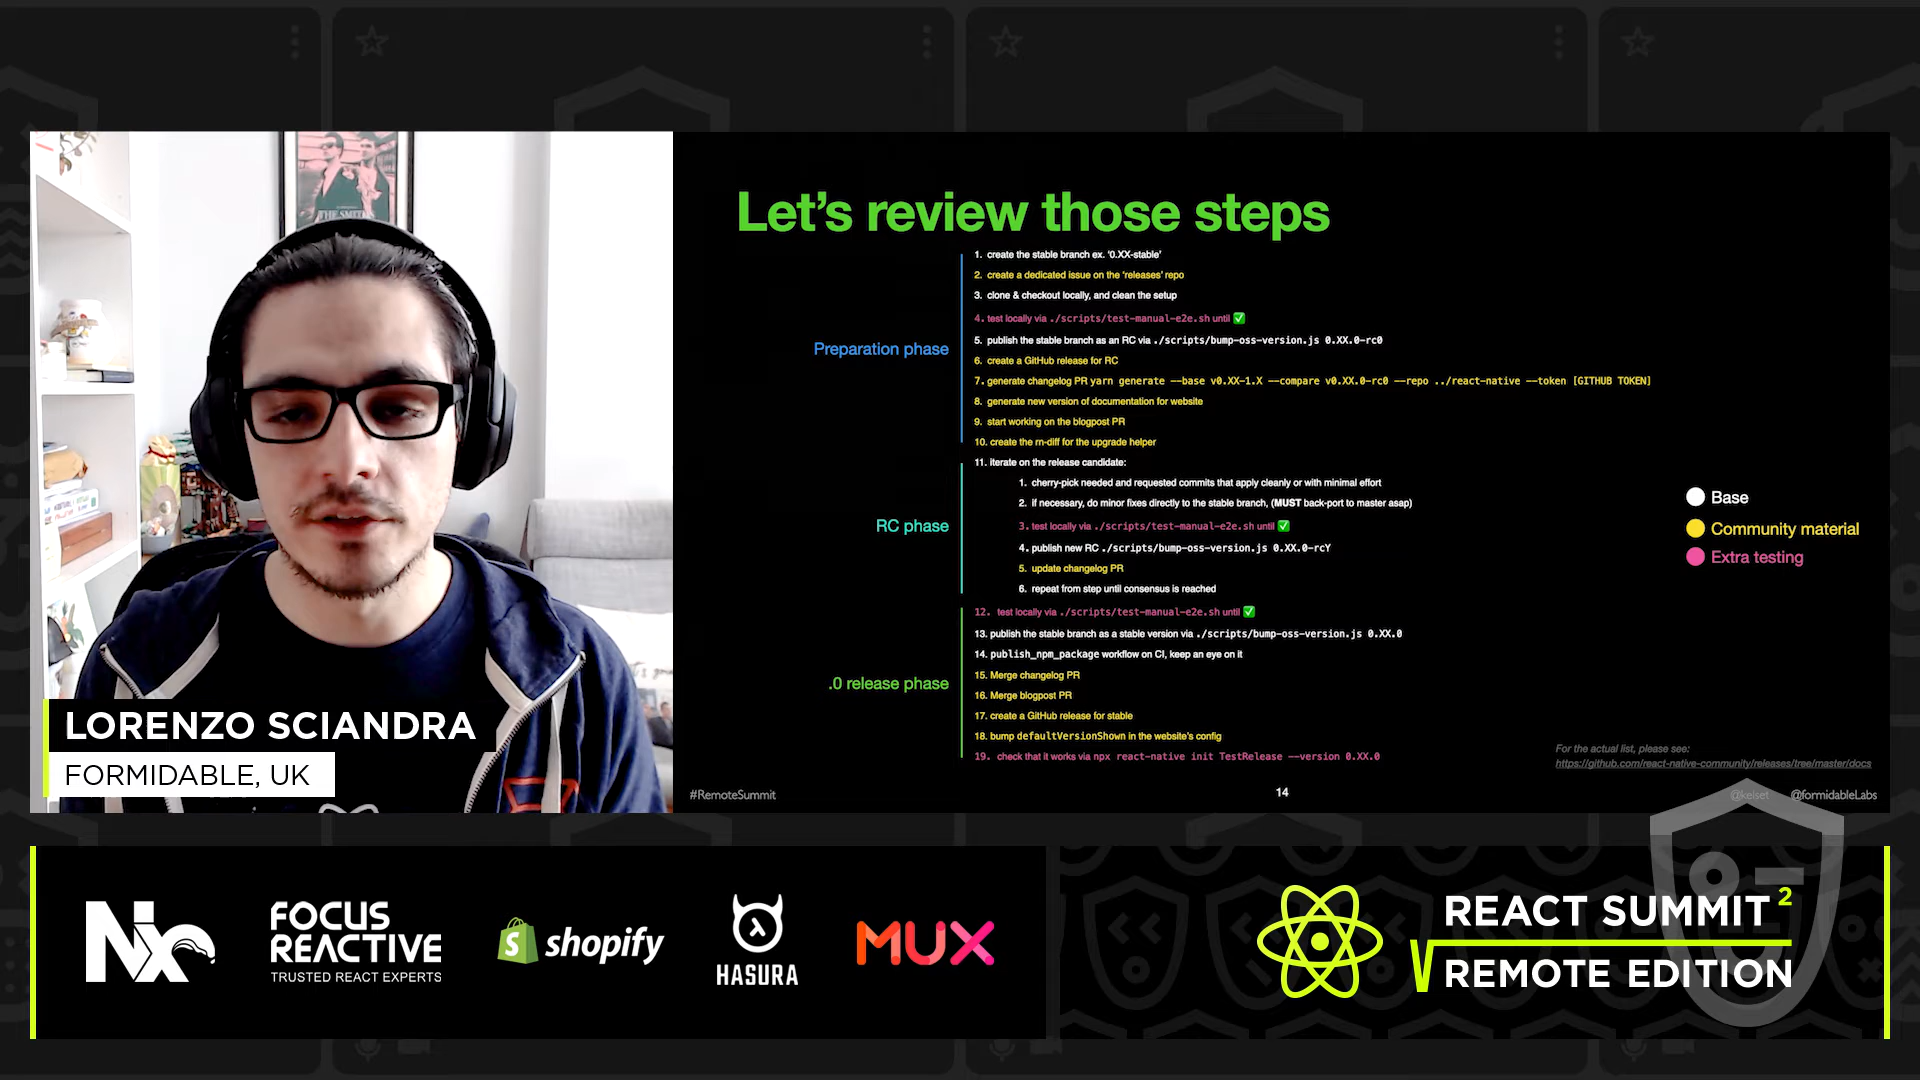 THE SMITHS
LORENZO SCIANDRA
FORMIDABLE, UK
Let's review those steps
Preparation phase
1. create the stable branch ex. '0.XX-stable'
2. create a dedicated issue on the 'releases' repo
3. clone & checkout locally, and clean the setup
4. test locally via ./scripts/test-manual-e2e.sh until ✅
5. publish the stable branch as an RC via ./scripts/bump-oss-version.js 0.XX.0-rc0
6. create a GitHub release for RC
7. generate changelog PR yarn generate --base v0.XX-1.X --compare v0.XX.0-rc0 --repo ../react-native --token [GITHUB TOKEN]
8. generate new version of documentation for website
9. start working on the blogpost PR
10. create the rn-diff for the upgrade helper
RC phase
11. iterate on the release candidate:
1. cherry-pick needed and requested commits that apply cleanly or with minimal effort
2. if necessary, do minor fixes directly to the stable branch, (MUST back-port to master asap)
3. test locally via ./scripts/test-manual-e2e.sh until ✅
4. publish new RC ./scripts/bump-oss-version.js 0.XX.0-rcY
5. update changelog PR
6. repeat from step until consensus is reached
.0 release phase
12. test locally via ./scripts/test-manual-e2e.sh until ✅
13. publish the stable branch as a stable version via ./scripts/bump-oss-version.js 0.XX.0
14. publish_npm_package workflow on CI, keep an eye on it
15. Merge changelog PR
16. Merge blogpost PR
17. create a GitHub release for stable
18. bump defaultVersionShown in the website's config
19. check that it works via npx react-native init TestRelease --version 0.XX.0
Base
Community material
Extra testing
For the actual list, please see:
https://github.com/react-native-community/releases/tree/master/docs
#RemoteSummit
14
@kelset @formidableLabs
Nx
FOCUS
REACTIVE
TRUSTED REACT EXPERTS
shopify
HASURA
MUX
REACT SUMMIT 2
REMOTE EDITION